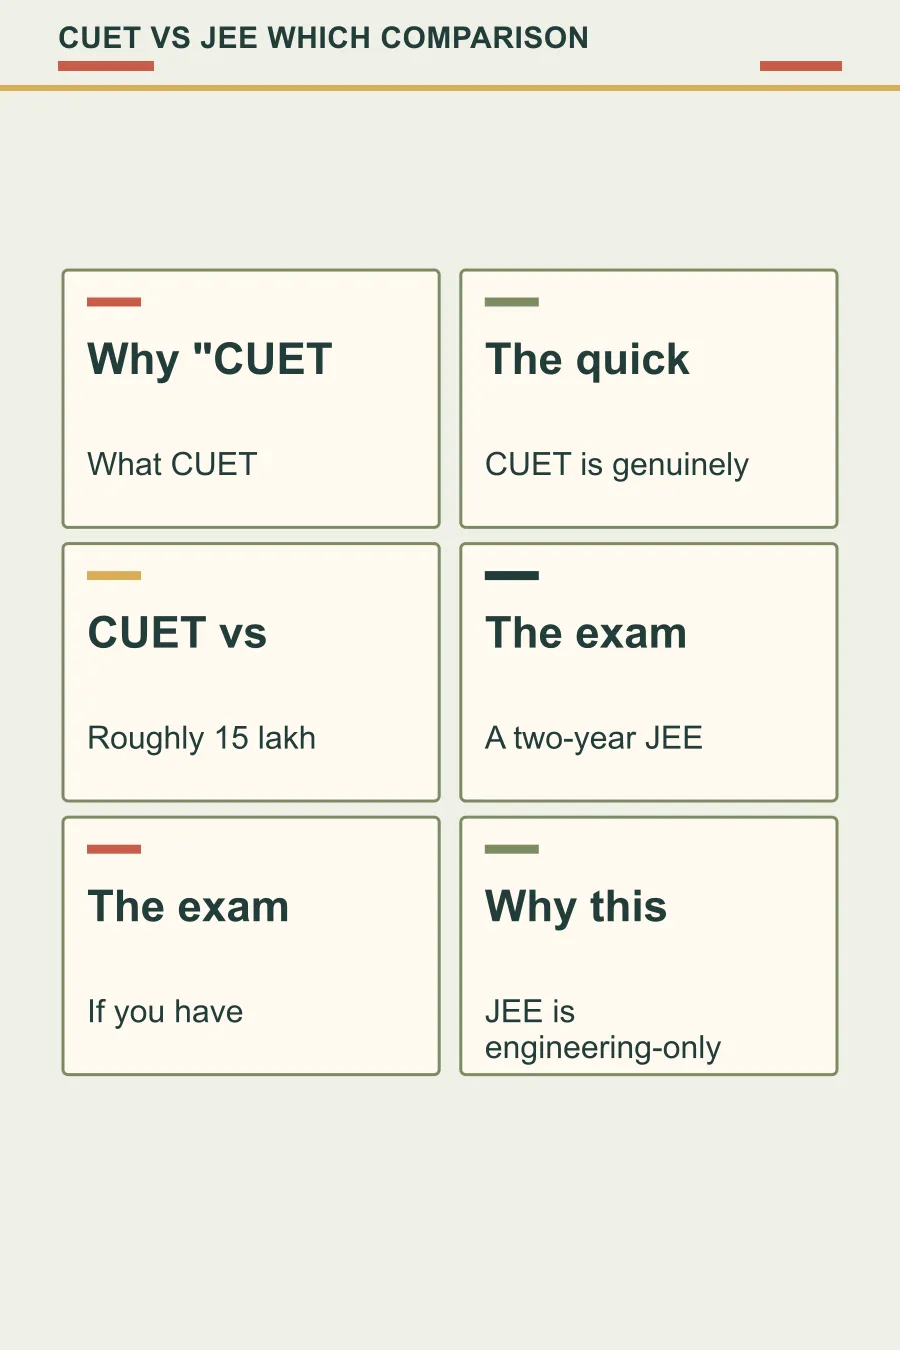 CUET VS JEE WHICH COMPARISON
Why "CUET
What CUET
The quick
CUET is genuinely
CUET vs
Roughly 15 lakh
The exam
A two-year JEE
The exam
If you have
Why this
JEE is
engineering-only